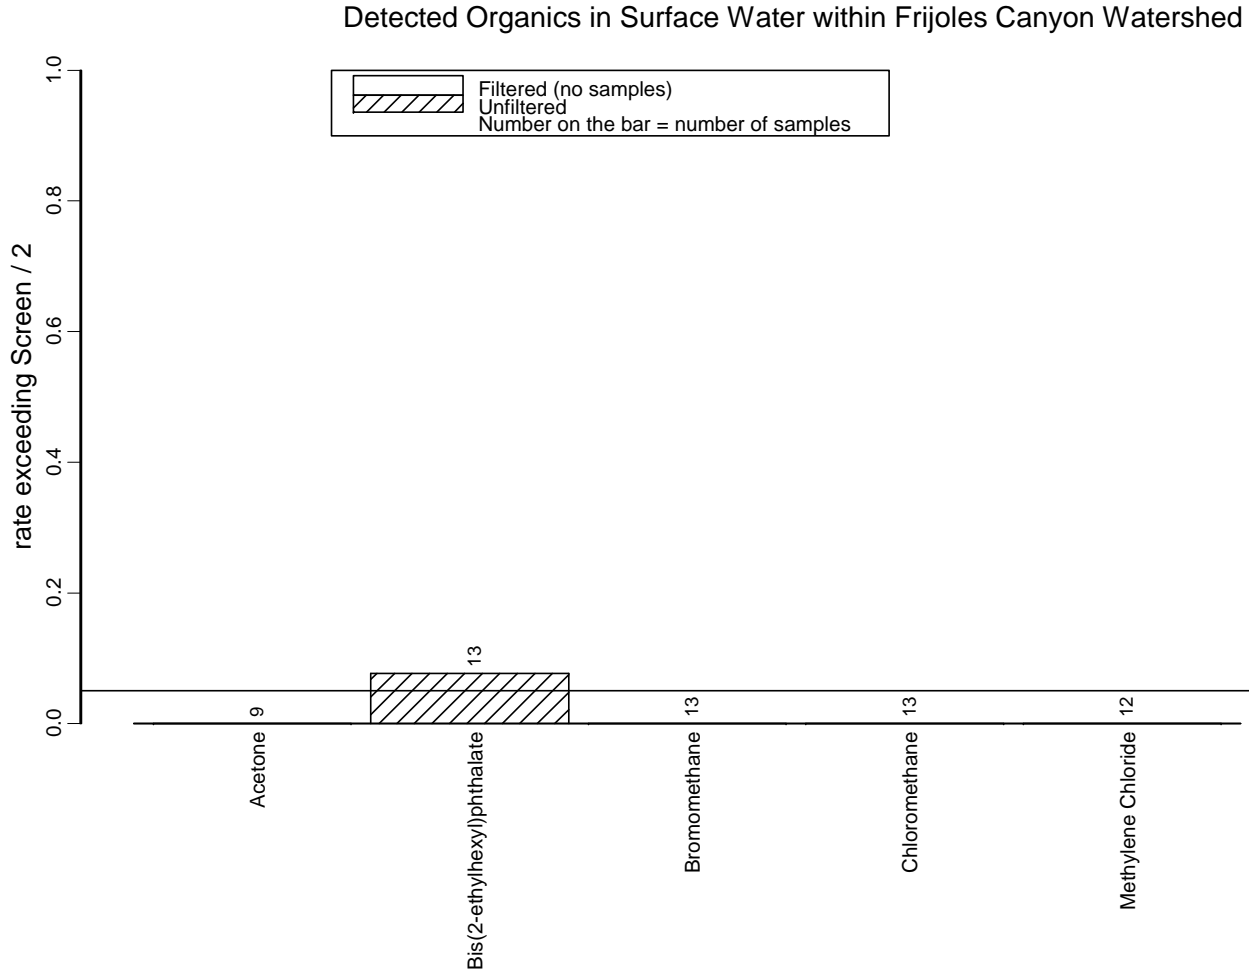 Detected Organics in Surface Water within Frijoles Canyon Watershed
Filtered (no samples)
Unfiltered
Number on the bar = number of samples
rate exceeding Screen / 2
1.0
0.8
0.6
0.4
0.2
0.0
9
13
13
13
12
Acetone
Bis(2-ethylhexyl)phthalate
Bromomethane
Chloromethane
Methylene Chloride